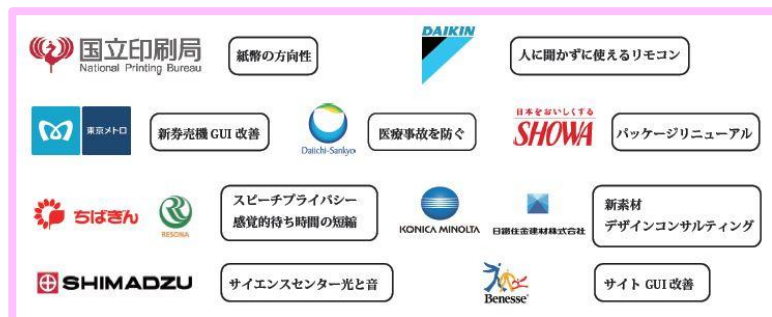 国立印刷局
National Printing Bureau
紙幣の方向性
DAIKIN
人に聞かずに使えるリモコン
東京メトロ
新券売機 GUI 改善
Daiichi-Sankyo
医療事故を防ぐ
日本をおいしくする
SHOWA
パッケージリニューアル
ちばぎん
RESONA
スピーチプライバシー
感覚的待ち時間の短縮
KONICA MINOLTA
日鐵住金建材株式会社
新素材
デザインコンサルティング
SHIMADZU
サイエンスセンター光と音
Benesse
サイト GUI 改善